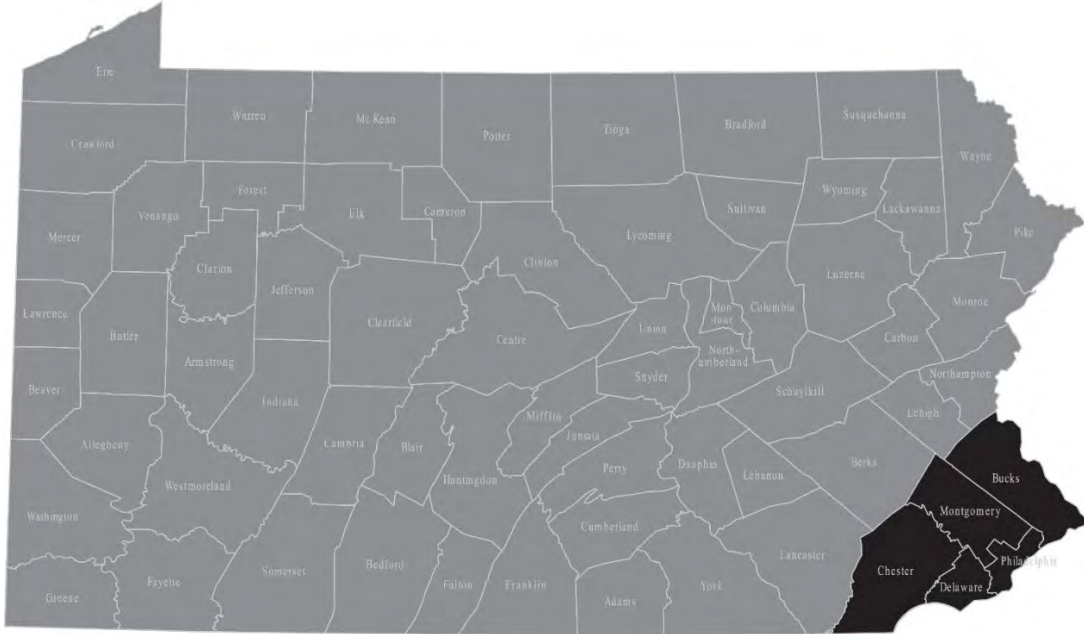 Erie
Warren
Mc Kean
Potter
Tioga
Bradford
Susquehanna
Crawford
Wayne
Forest
Elk
Cameron
Sullivan
Wyoming
Lackawanna
Venango
Mercer
Lycoming
Pike
Clarion
Clinton
Jefferson
Luzerne
Lawrence
Butler
Clearfield
Centre
Union
Mon
-tour
Columbia
Monroe
Carbon
Armstrong
North-
umberland
Snyder
Northampton
Beaver
Indiana
Schuylkill
Lehigh
Allegheny
Cambria
Blair
Mifflin
Juniata
Huntingdon
Perry
Dauphin
Lebanon
Berks
Bucks
Westmoreland
Washington
Cumberland
Montgomery
Lancaster
Philadelphia
Chester
Delaware
Greene
Fayette
Somerset
Bedford
Fulton
Franklin
Adams
York